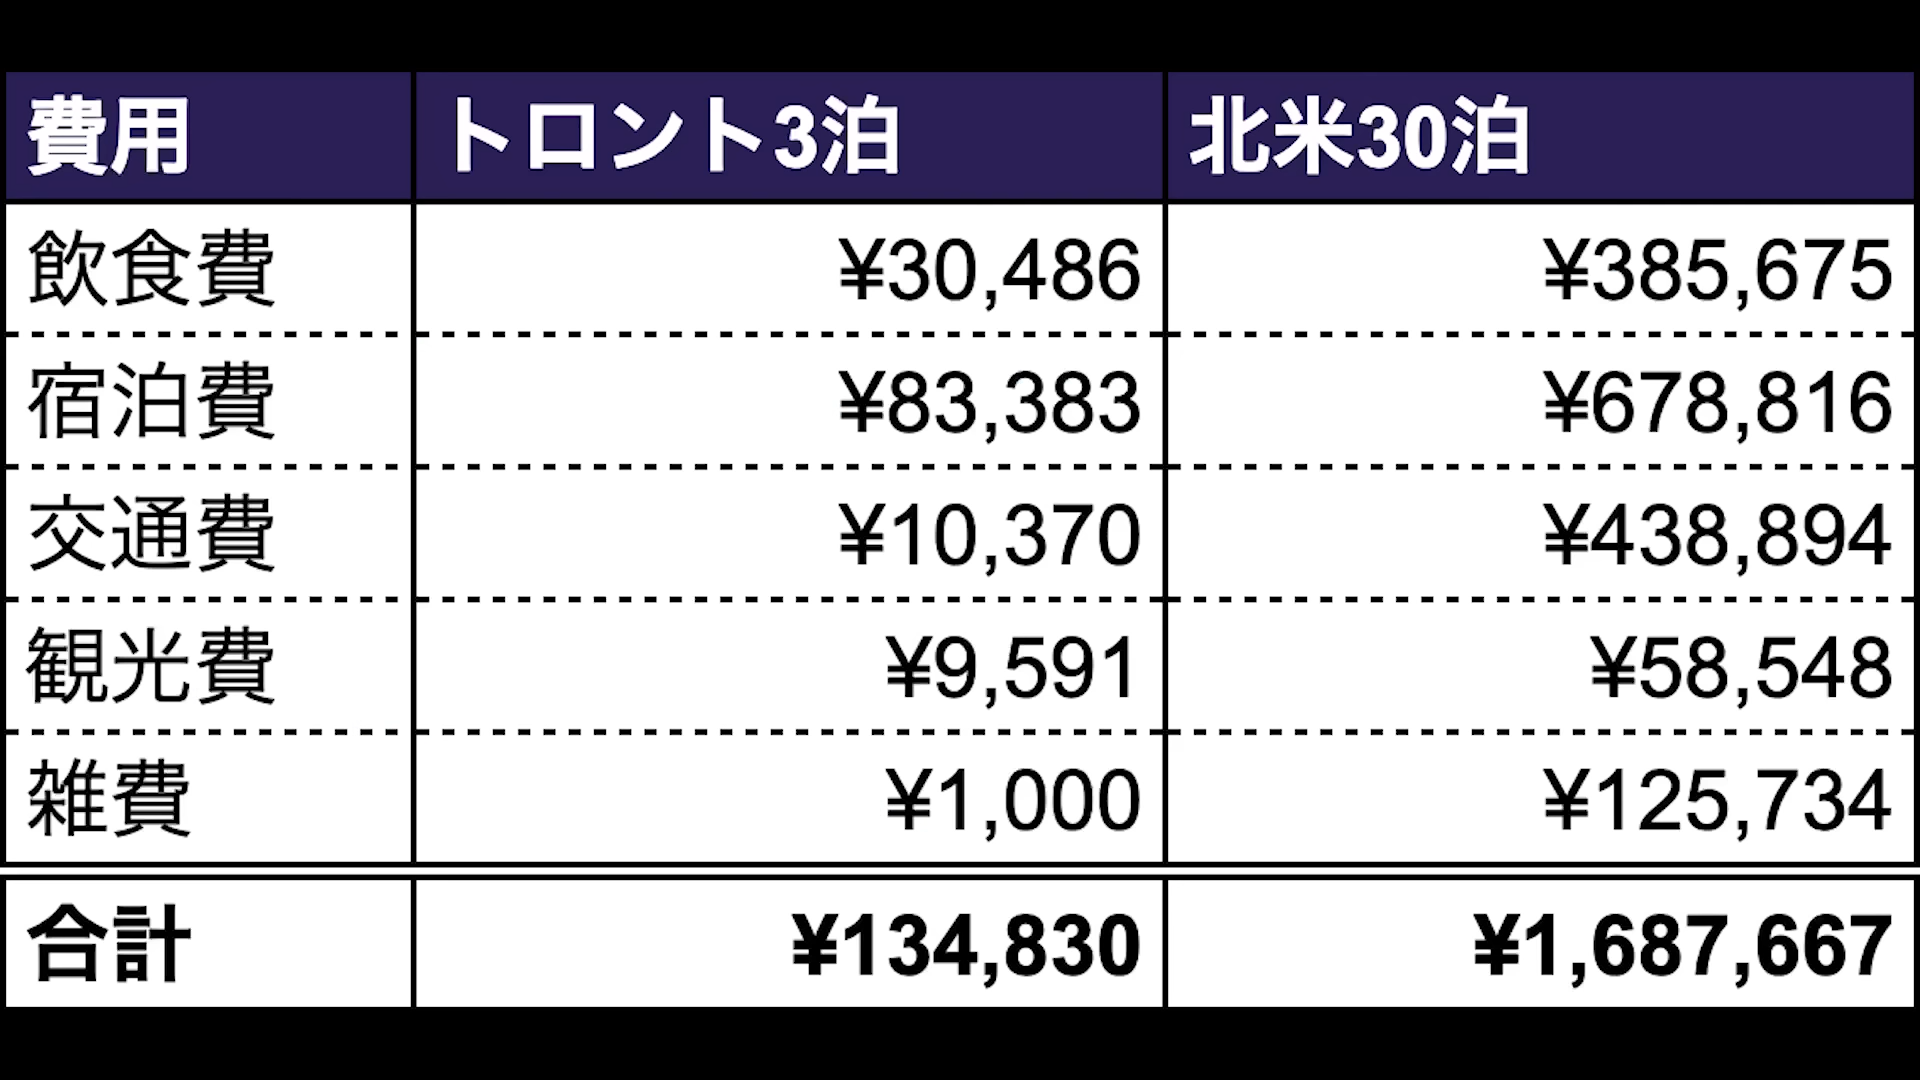 費用 トロント3泊 北米30泊
飲食費 ¥30,486 ¥385,675
宿泊費 ¥83,383 ¥678,816
交通費 ¥10,370 ¥438,894
観光費 ¥9,591 ¥58,548
雑費 ¥1,000 ¥125,734
合計 ¥134,830 ¥1,687,667